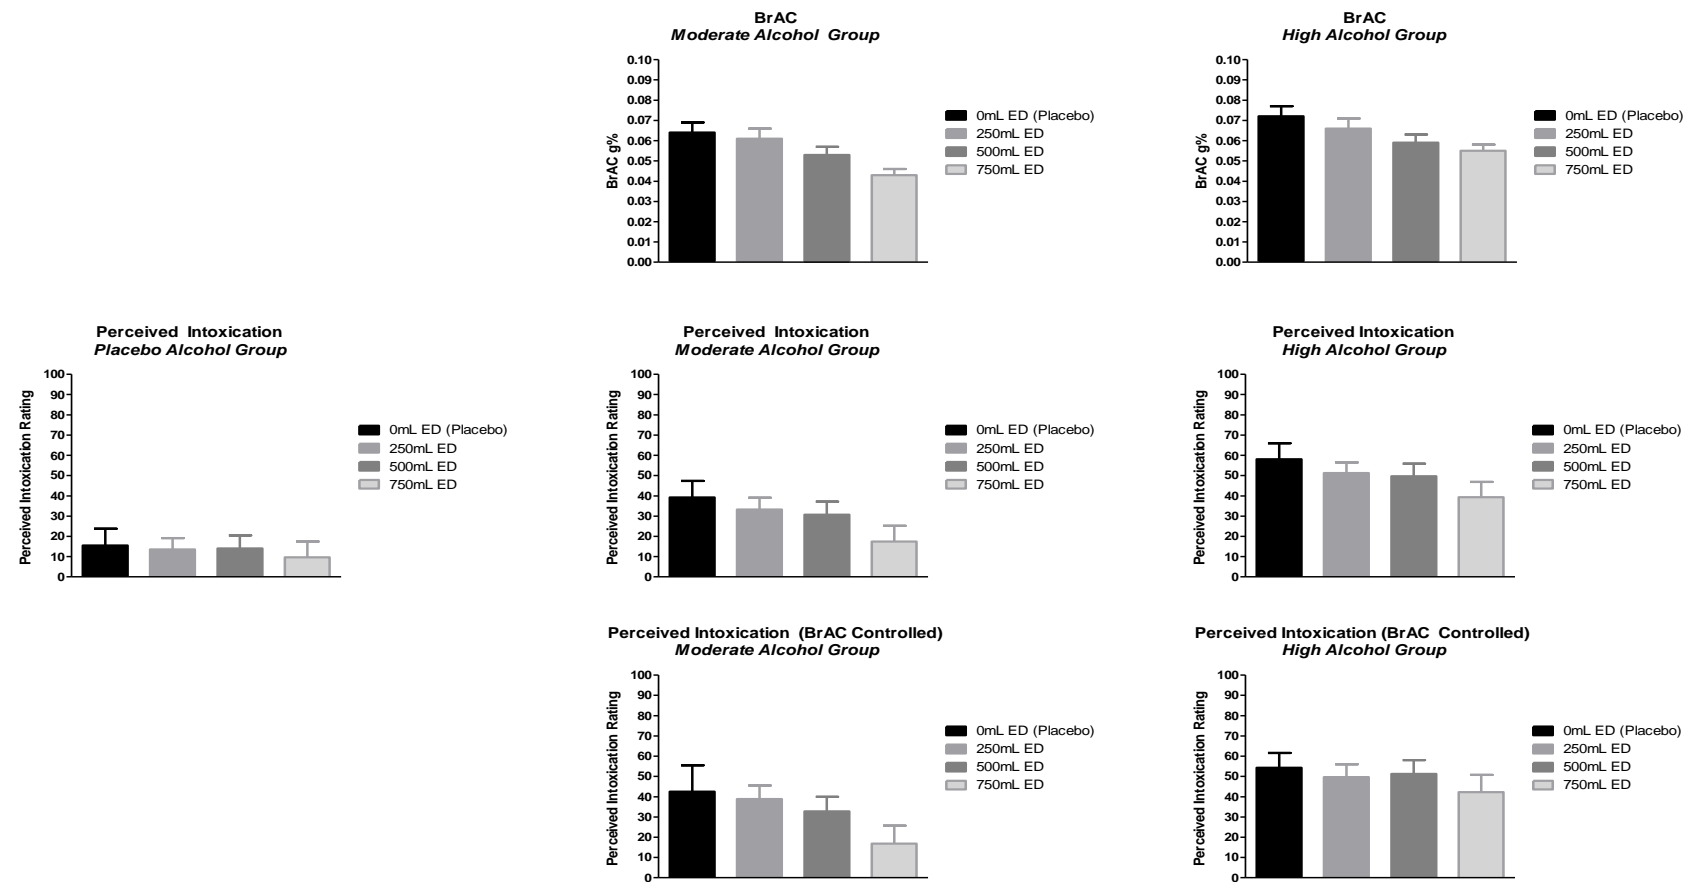 BrAC
Moderate Alcohol Group
0.10
0.09
0.08
0.07
0.06
0.05
0.04
0.03
0.02
0.01
0.00
BrAC g%
0mL ED (Placebo)
250mL ED
500mL ED
750mL ED
BrAC
High Alcohol Group
0.10
0.09
0.08
0.07
0.06
0.05
0.04
0.03
0.02
0.01
0.00
BrAC g%
0mL ED (Placebo)
250mL ED
500mL ED
750mL ED
Perceived Intoxication
Placebo Alcohol Group
100
90
80
70
60
50
40
30
20
10
0
Perceived Intoxication Rating
0mL ED (Placebo)
250mL ED
500mL ED
750mL ED
Perceived Intoxication
Moderate Alcohol Group
100
90
80
70
60
50
40
30
20
10
0
Perceived Intoxication Rating
0mL ED (Placebo)
250mL ED
500mL ED
750mL ED
Perceived Intoxication
High Alcohol Group
100
90
80
70
60
50
40
30
20
10
0
Perceived Intoxication Rating
0mL ED (Placebo)
250mL ED
500mL ED
750mL ED
Perceived Intoxication (BrAC Controlled)
Moderate Alcohol Group
100
90
80
70
60
50
40
30
20
10
0
Perceived Intoxication Rating
0mL ED (Placebo)
250mL ED
500mL ED
750mL ED
Perceived Intoxication (BrAC Controlled)
High Alcohol Group
100
90
80
70
60
50
40
30
20
10
0
Perceived Intoxication Rating
0mL ED (Placebo)
250mL ED
500mL ED
750mL ED